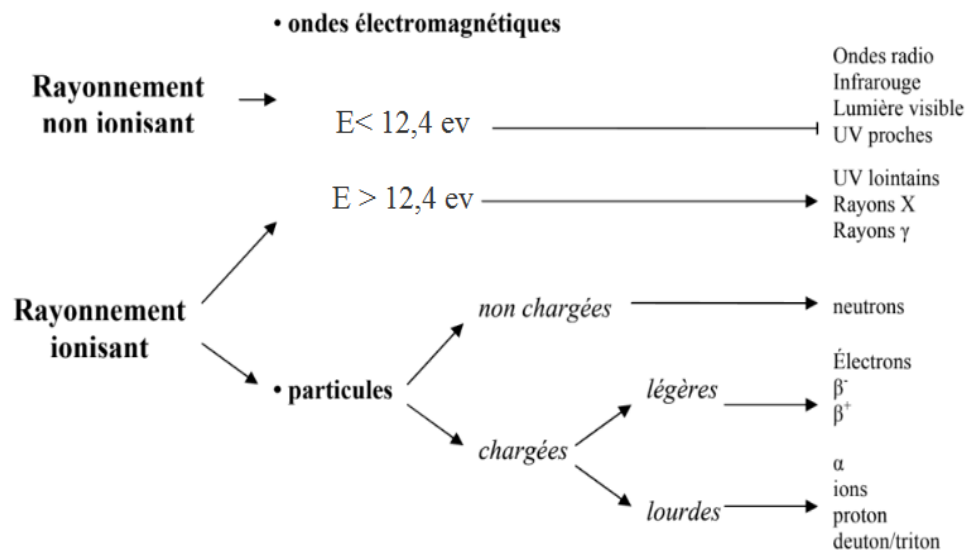 • ondes électromagnétiques
Rayonnement
non ionisant
E< 12,4 ev
Ondes radio
Infrarouge
Lumière visible
UV proches
E > 12,4 ev
UV lointains
Rayons X
Rayons γ
Rayonnement
ionisant
non chargées
neutrons
• particules
légères
Électrons
β-
β+
chargées
lourdes
α
ions
proton
deuton/triton